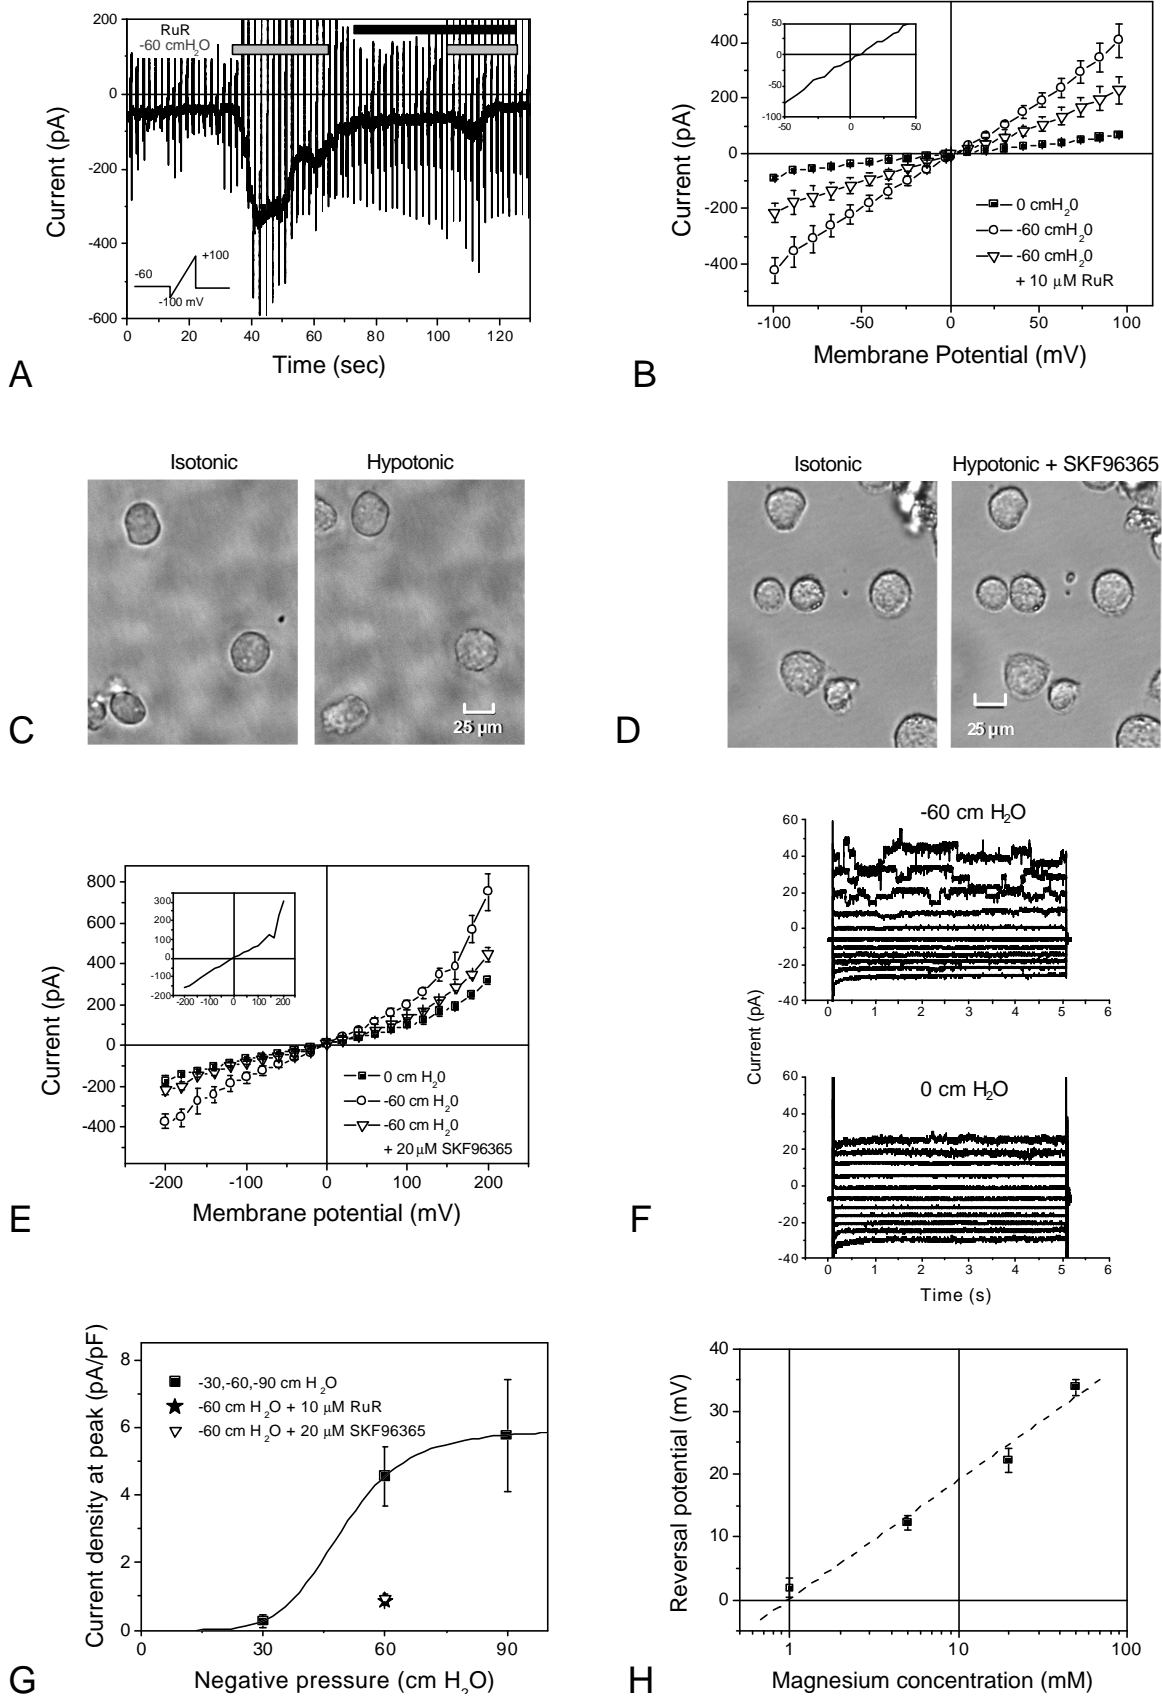 RuR
-60 cmH2O
200
0
-200
-400
-600
Current (pA)
-60
+100
-100 mV
0 20 40 60 80 100 120
Time (sec)
A
400
200
0
-200
-400
Current (pA)
50
0
-50
-100
-50 0 50
0 cmH20
-60 cmH20
-60 cmH20
+ 10 µM RuR
-100 -50 0 50 100
Membrane Potential (mV)
B
Isotonic
Hypotonic
25 µm
C
Isotonic
Hypotonic + SKF96365
25 µm
D
800
600
400
200
0
-200
-400
Current (pA)
300
200
100
0
-100
-200
-200 -100 0 100 200
0 cm H20
-60 cm H20
-60 cm H20
+ 20µM SKF96365
-200 -100 0 100 200
Membrane potential (mV)
E
-60 cm H2O
60
40
20
0
-20
-40
0 1 2 3 4 5 6
Current (pA)
0 cm H2O
60
40
20
0
-20
-40
0 1 2 3 4 5 6
Time (s)
F
8
6
4
2
0
Current density at peak (pA/pF)
-30,-60,-90 cm H2O
-60 cm H2O + 10 µM RuR
-60 cm H2O + 20 µM SKF96365
0 30 60 90
Negative pressure (cm H2O)
G
40
30
20
10
0
Reversal potential (mV)
1 10 100
Magnesium concentration (mM)
H